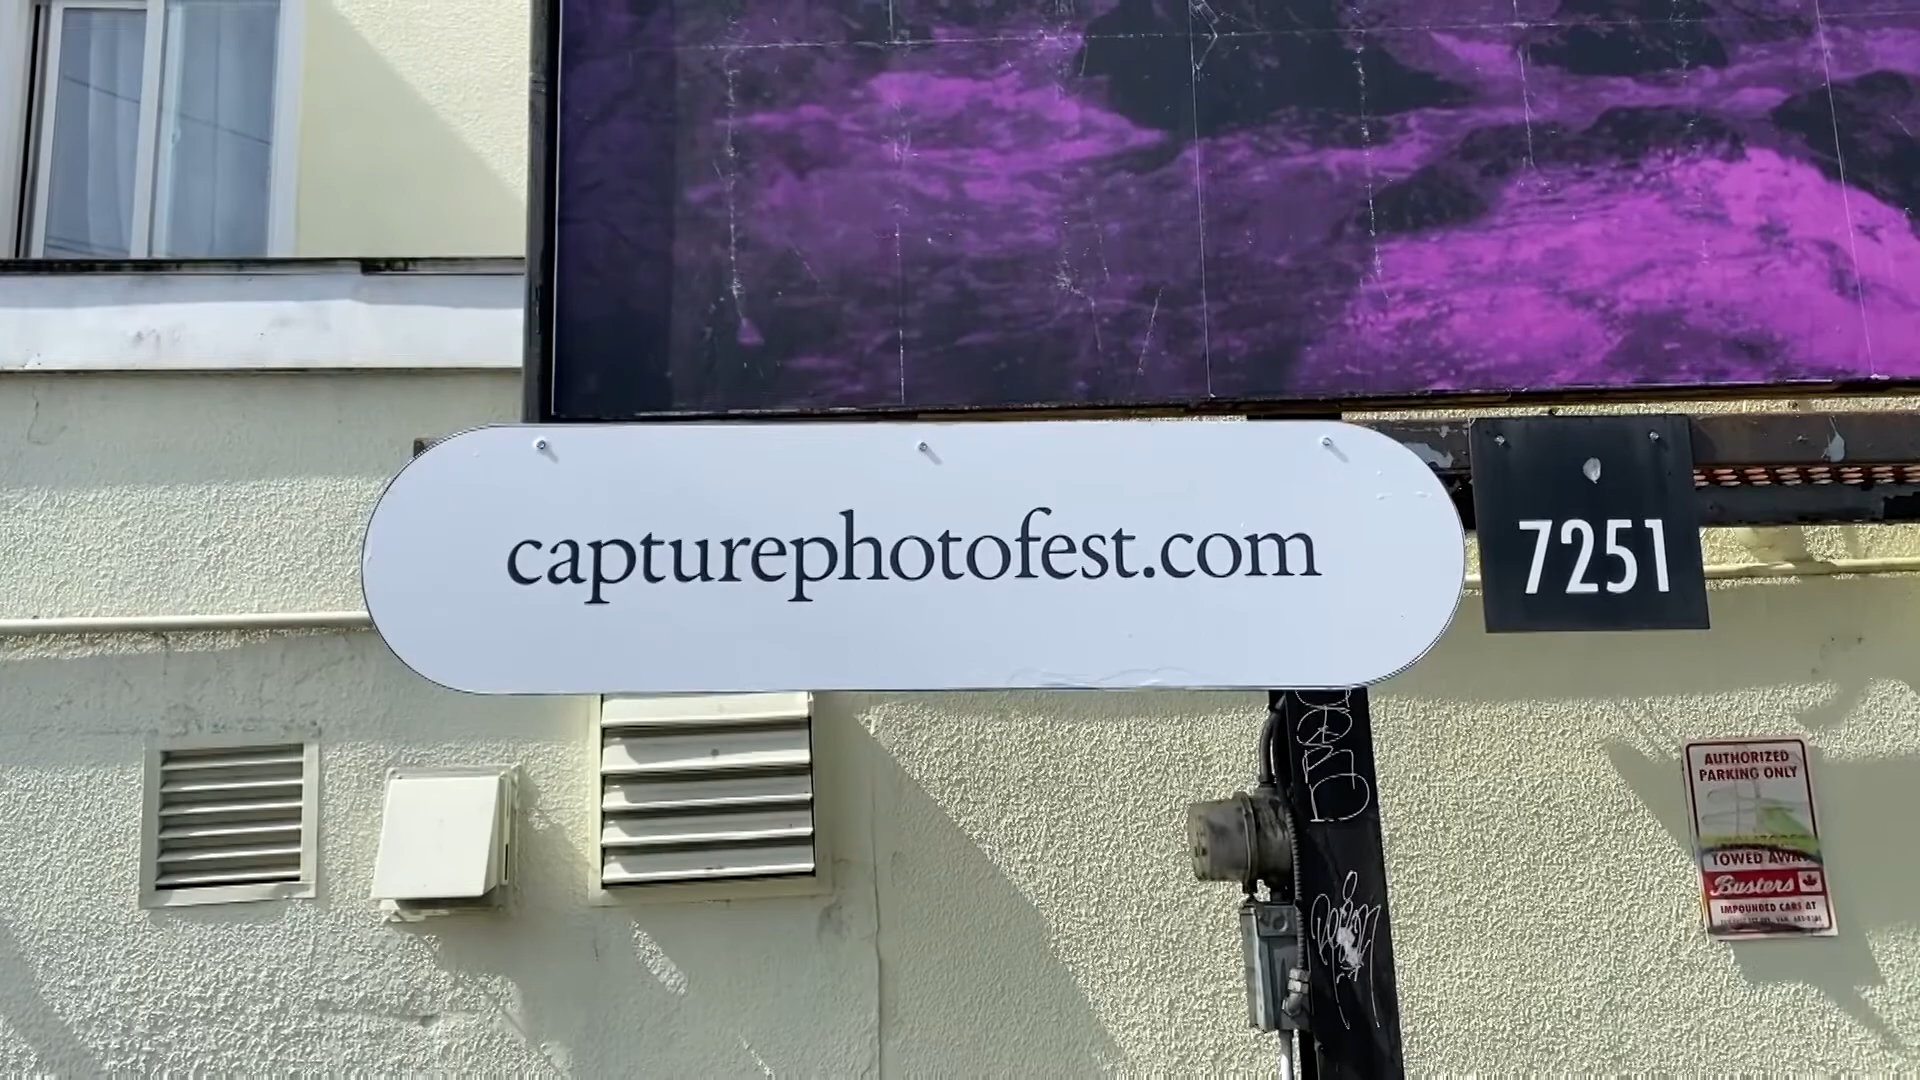 capturephotofest.com
7251
AUTHORIZED
PARKING ONLY
TOWED AWAY
Busters
IMPOUNDED CARS AT